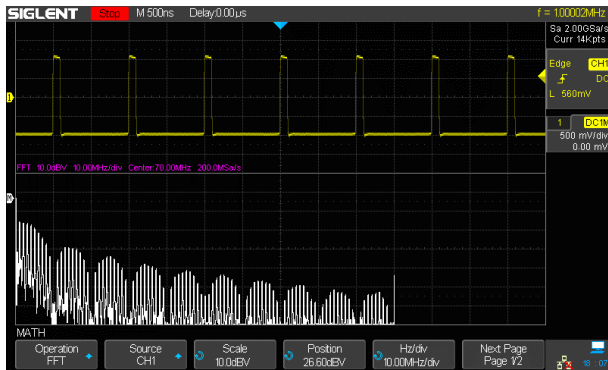 SIGLENT Stop M 500ns Delay:0.00µs f = 1.00002MHz
Sa 2.00GSa/s
Curr 14Kpts
Edge CH1
DC
L 560mV
1 DC1M
500 mV/div
0.00 mV
1
FFT 10.0dBV 10.00MHz/div Center 70.00MHz 200.0MSa/s
MATH
Operation
FFT
Source
CH1
Scale
10.0dBV
Position
26.60dBV
Hz/div
10.00MHz/div
Next Page
Page 1/2
18 : 07